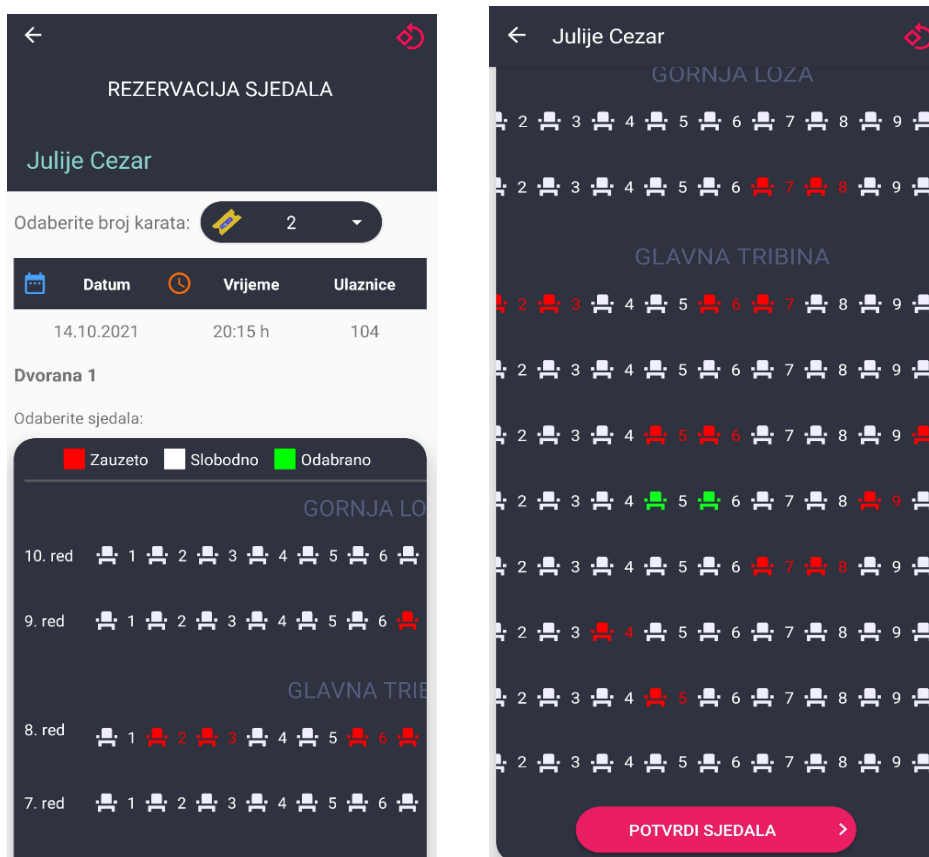 REZERVACIJA SJEDALA
Julije Cezar
Odaberite broj karata: 2
Datum Vrijeme Ulaznice
14.10.2021 20:15 h 104
Dvorana 1
Odaberite sjedala:
Zauzeto Slobodno Odabrano
GORNJA LO
10. red 1 2 3 4 5 6
9. red 1 2 3 4 5 6
GLAVNA TRIB
8. red 1 2 3 4 5 6
7. red 1 2 3 4 5 6
Julije Cezar
GORNJA LOZA
2 3 4 5 6 7 8 9
2 3 4 5 6 7 8 9
GLAVNA TRIBINA
2 3 4 5 6 7 8 9
2 3 4 5 6 7 8 9
2 3 4 5 6 7 8 9
2 3 4 5 6 7 8 9
2 3 4 5 6 7 8 9
2 3 4 5 6 7 8 9
2 3 4 5 6 7 8 9
2 3 4 5 6 7 8 9
POTVRDI SJEDALA